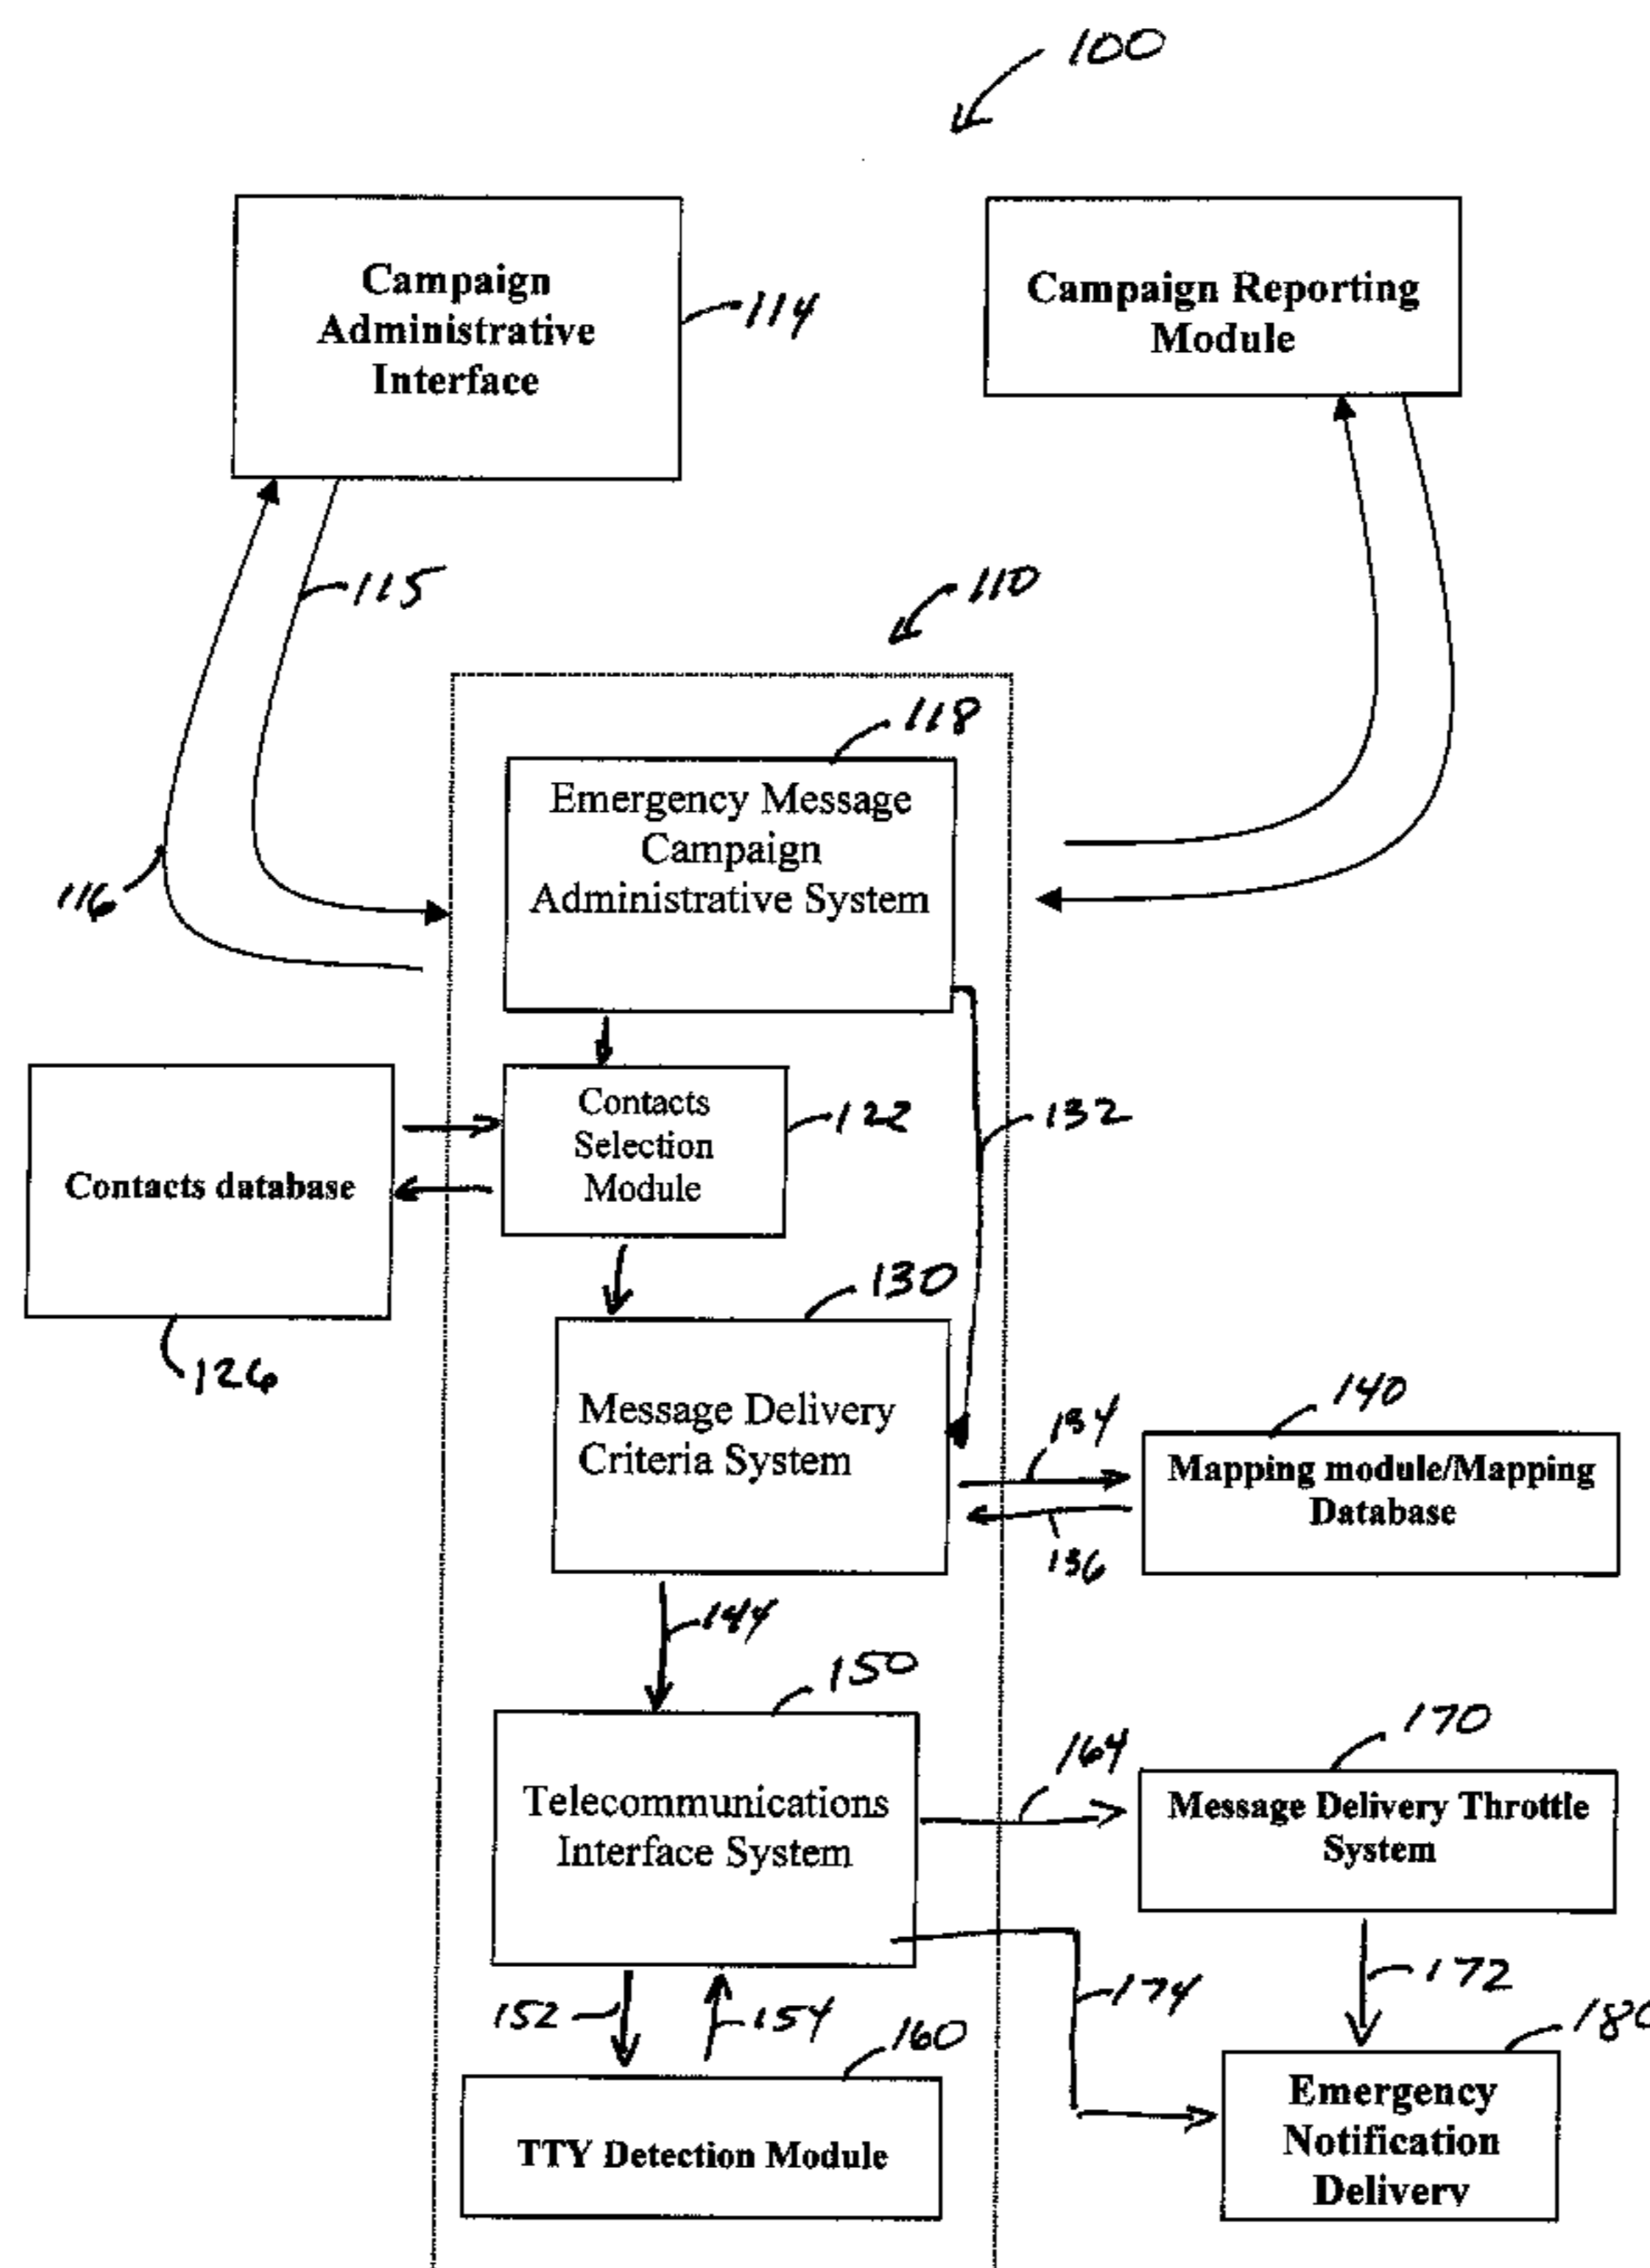 100
Campaign
Administrative
Interface
114
Campaign Reporting
Module
115
110
118
Emergency Message
Campaign
Administrative System
116
Contacts
Selection
Module
122
132
Contacts database
126
130
Message Delivery
Criteria System
134
136
140
Mapping module/Mapping
Database
144
150
Telecommunications
Interface System
164
170
Message Delivery Throttle
System
152
154
174
172
160
180
TTY Detection Module
Emergency
Notification
Delivery